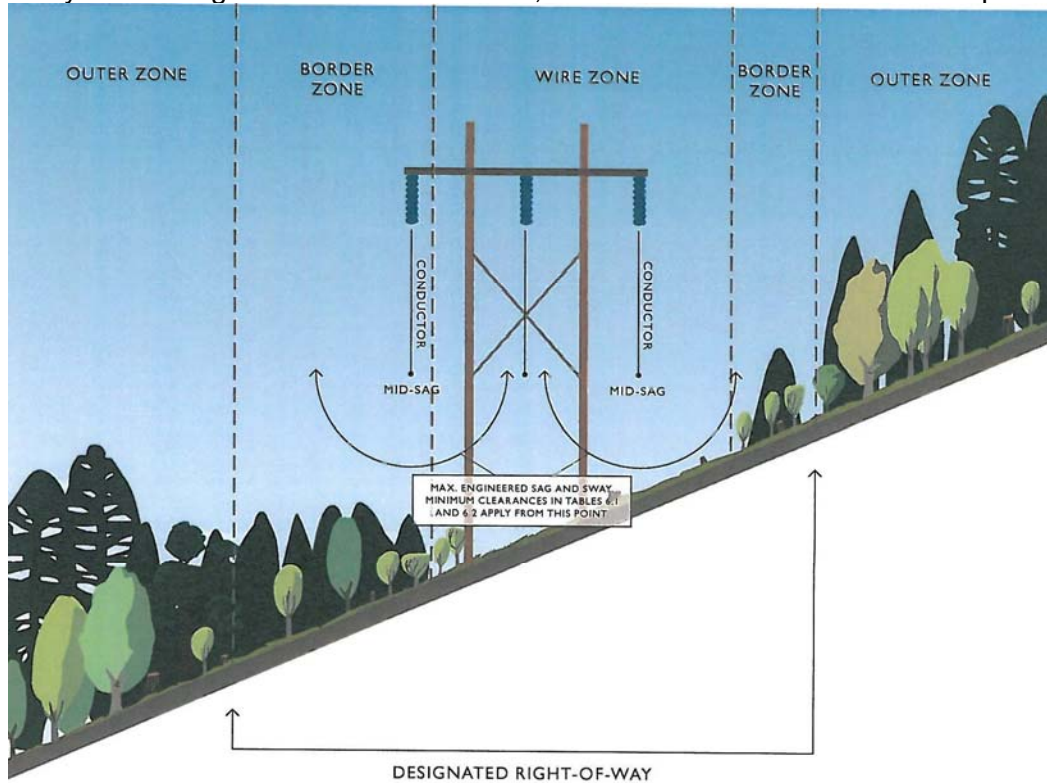 OUTER ZONE
BORDER
ZONE
WIRE ZONE
BORDER
ZONE
OUTER ZONE
CONDUCTOR
CONDUCTOR
MID-SAG
MID-SAG
MAX. ENGINEERED SAG AND SWAY
MINIMUM CLEARANCES IN TABLES 6.1
AND 6.2 APPLY FROM THIS POINT
DESIGNATED RIGHT-OF-WAY